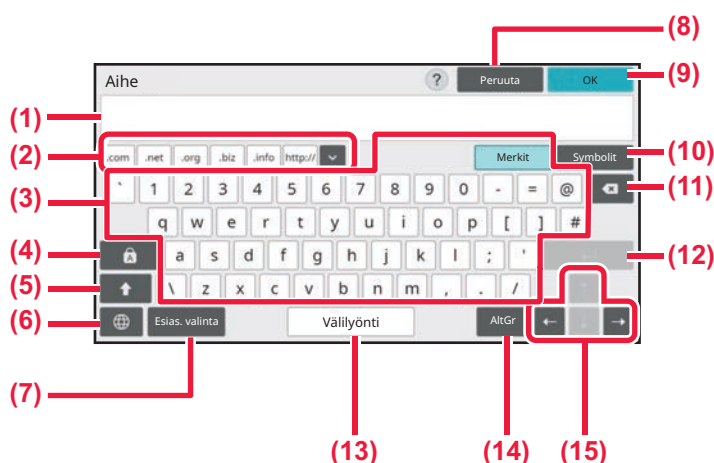 (8)
Aihe ? Peruuta OK (9)
(1)
(2) .com .net .org .biz .info http:// Merkit Symbolit (10)
(3) ` 1 2 3 4 5 6 7 8 9 0 - = @ (11)
q w e r t y u i o p [ ] #
(4) A a s d f g h j k l ; ' (12)
(5) \ z x c v b n m , . /
(6) Esias. valinta Välilyönti AltGr
(7)
(13) (14) (15)